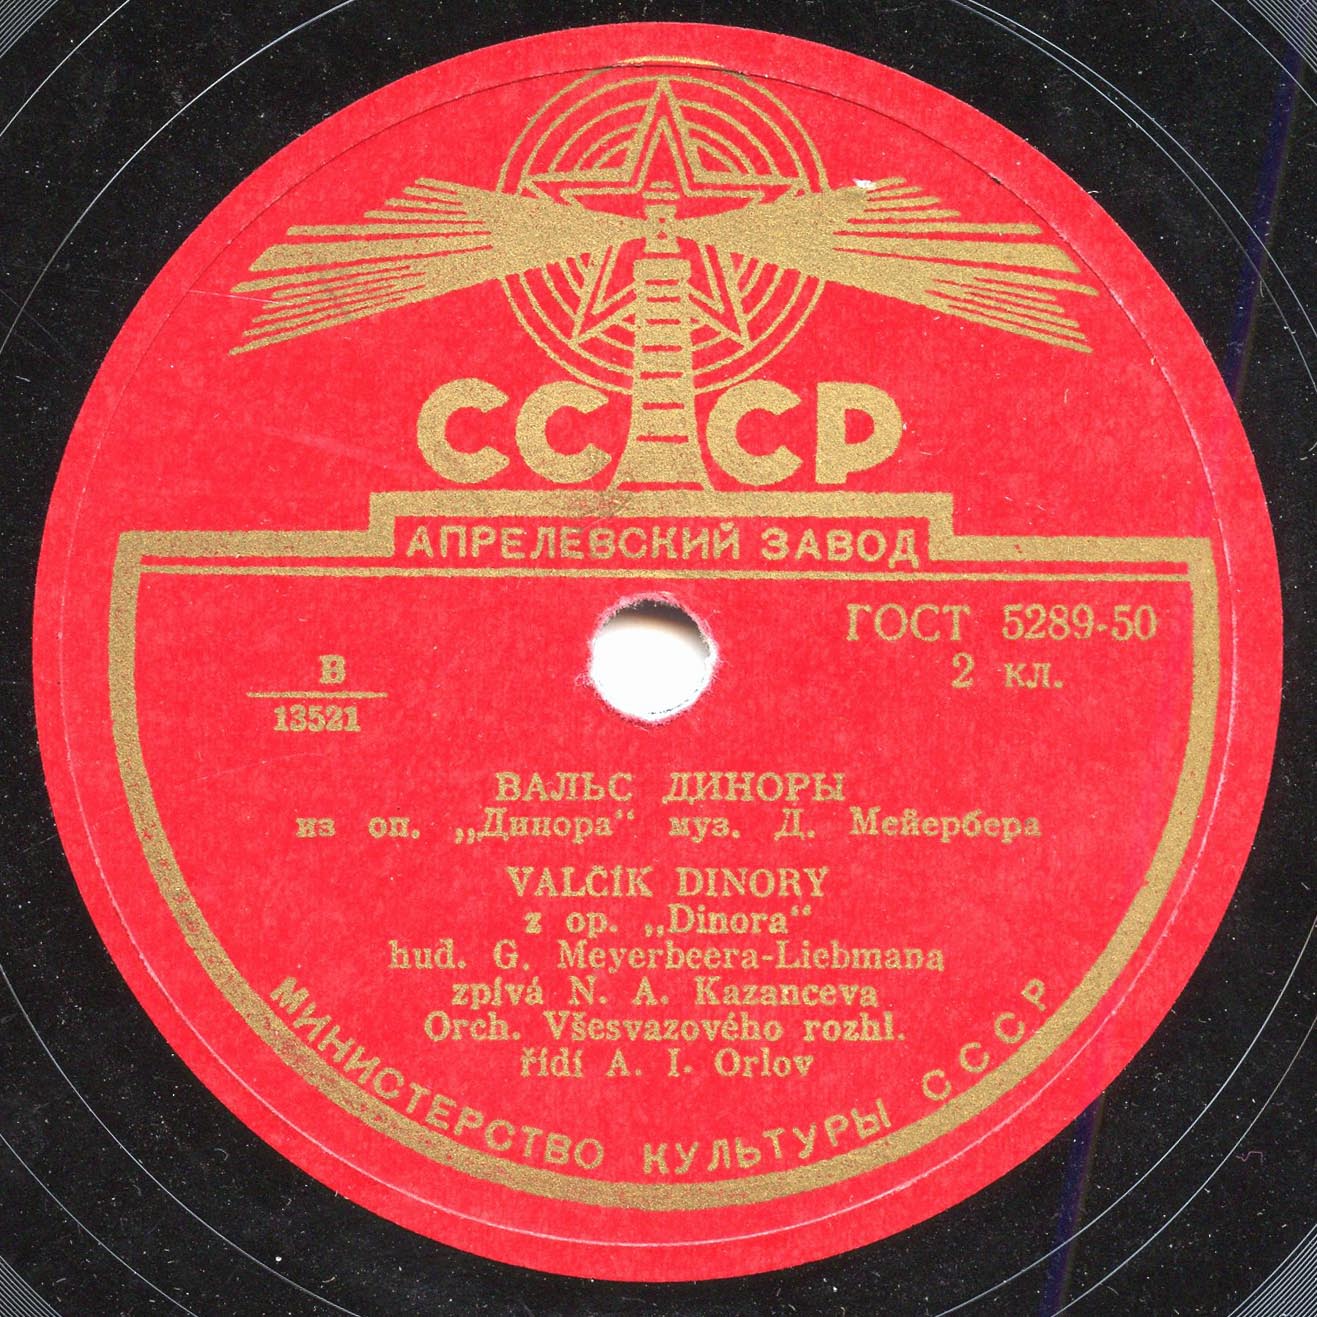 СССР
АПРЕЛЕВСКИЙ ЗАВОД
ГОСТ 5289-50
2 кл.
В
13521
ВАЛЬС ДИНОРЫ
из оп. „Динора“ муз. Д. Мейербера
VALČÍK DINORY
z op. „Dinora“
hud. G. Meyerbeera-Liebmana
zpívá N. A. Kazanceva
Orch. Všesvazového rozhl.
řídí A. I. Orlov
МИНИСТЕРСТВО КУЛЬТУРЫ СССР